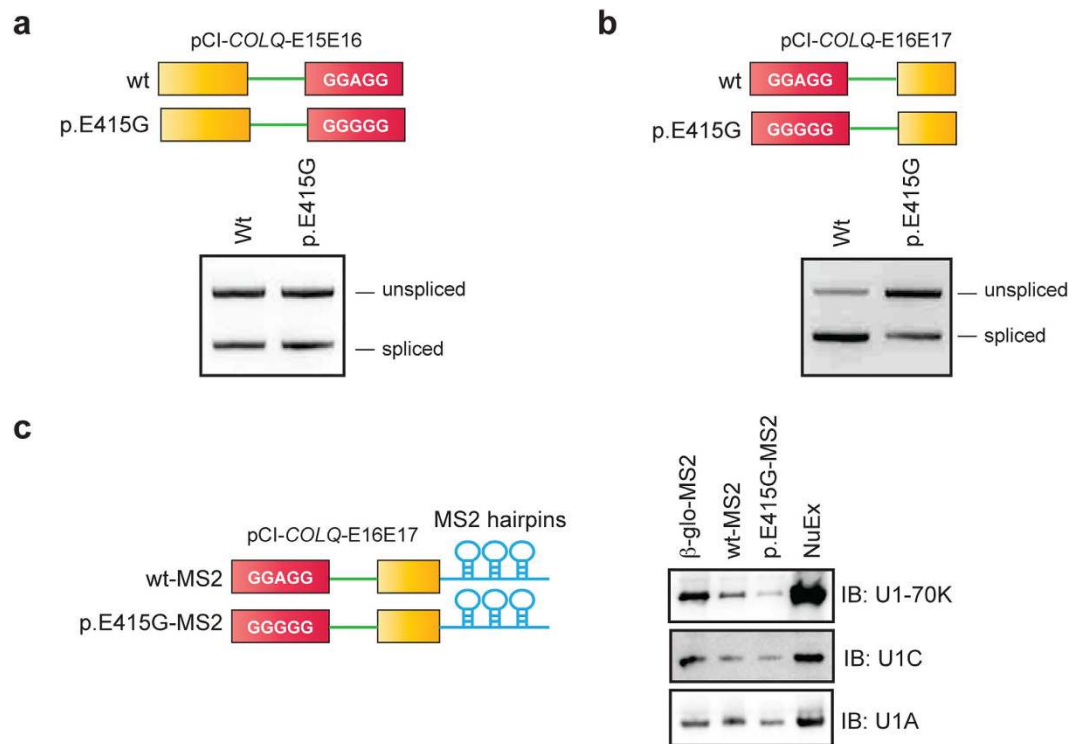 a
pCI-COLQ-E15E16
wt
GGAGG
p.E415G
GGGGG
Wt
p.E415G
unspliced
spliced
b
pCI-COLQ-E16E17
wt
GGAGG
p.E415G
GGGGG
Wt
p.E415G
unspliced
spliced
c
pCI-COLQ-E16E17
MS2 hairpins
wt-MS2
GGAGG
p.E415G-MS2
GGGGG
β-glo-MS2
wt-MS2
p.E415G-MS2
NuEx
IB: U1-70K
IB: U1C
IB: U1A